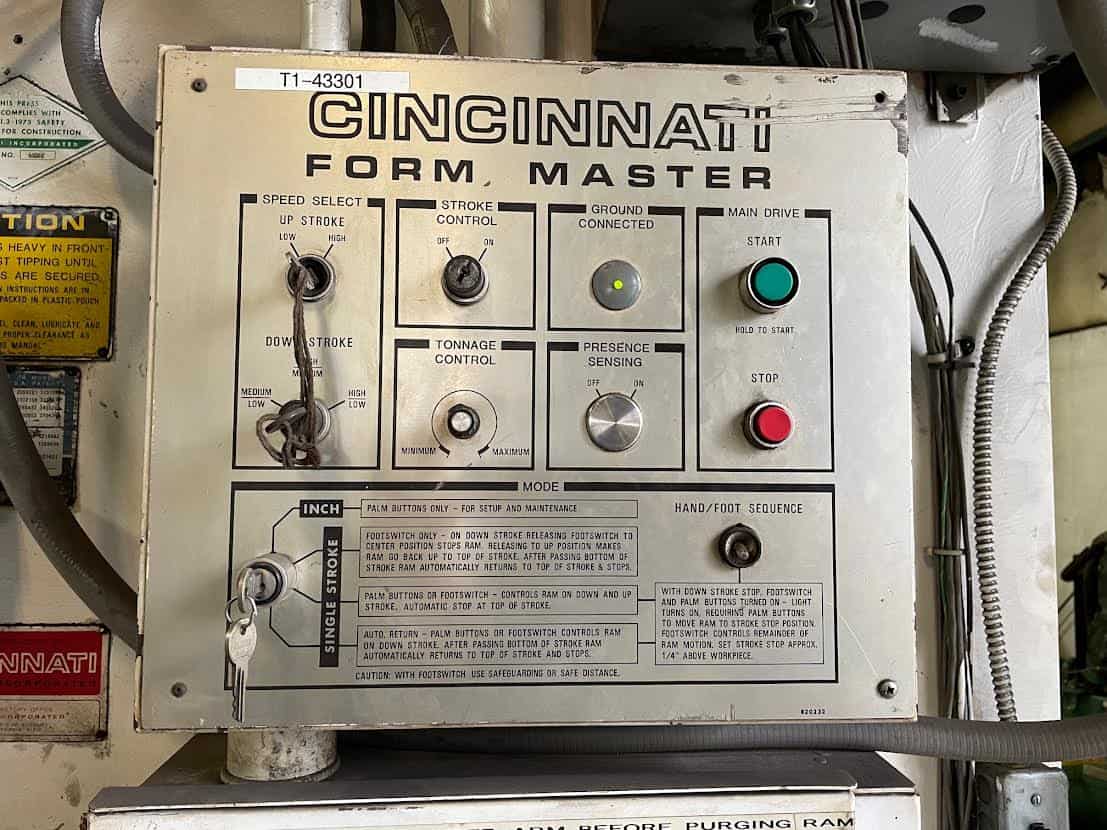 T1-43301
CINCINNATI
FORM MASTER
SPEED SELECT
UP STROKE
LOW
HIGH
DOWN STROKE
MEDIUM
LOW
HIGH
LOW
STROKE
CONTROL
OFF
ON
GROUND
CONNECTED
MAIN DRIVE
START
HOLD TO START
STOP
TONNAGE
CONTROL
MINIMUM
MAXIMUM
PRESENCE
SENSING
OFF
ON
MODE
INCH
PALM BUTTONS ONLY - FOR SETUP AND MAINTENANCE
SINGLE STROKE
FOOTSWITCH ONLY - ON DOWN STROKE RELEASING FOOTSWITCH TO
CENTER POSITION STOPS RAM. RELEASING TO UP POSITION MAKES
RAM GO BACK UP TO TOP OF STROKE. AFTER PASSING BOTTOM OF
STROKE RAM AUTOMATICALLY RETURNS TO TOP OF STROKE & STOPS.
PALM BUTTONS OR FOOTSWITCH - CONTROLS RAM ON DOWN AND UP
STROKE. AUTOMATIC STOP AT TOP OF STROKE.
AUTO. RETURN - PALM BUTTONS OR FOOTSWITCH CONTROLS RAM
ON DOWN STROKE. AFTER PASSING BOTTOM OF STROKE RAM
AUTOMATICALLY RETURNS TO TOP OF STROKE AND STOPS.
CAUTION: WITH FOOTSWITCH USE SAFEGUARDING OR SAFE DISTANCE.
HAND/FOOT SEQUENCE
WITH DOWN STROKE STOP, FOOTSWITCH
AND PALM BUTTONS TURNED ON - LIGHT
TURNS ON, REQUIRING PALM BUTTONS
TO MOVE RAM TO STROKE STOP POSITION.
FOOTSWITCH CONTROLS REMAINDER OF
RAM MOTION. SET STROKE STOP APPROX.
1/4" ABOVE WORKPIECE.
820232
HIS PRESS
COMPLIES WITH
1.3-1973 SAFETY
FOR CONSTRUCTION
INCORPORATED
NO.
TION
HEAVY IN FRONT-
ST TIPPING UNTIL
S ARE SECURED.
N INSTRUCTIONS ARE IN
PACKED IN PLASTIC POUCH
EL, CLEAN, LUBRICATE AND
PROPER CLEARANCE AS
MANUAL
NNATI
CORPORATED
ARM BEFORE PURGING RAM